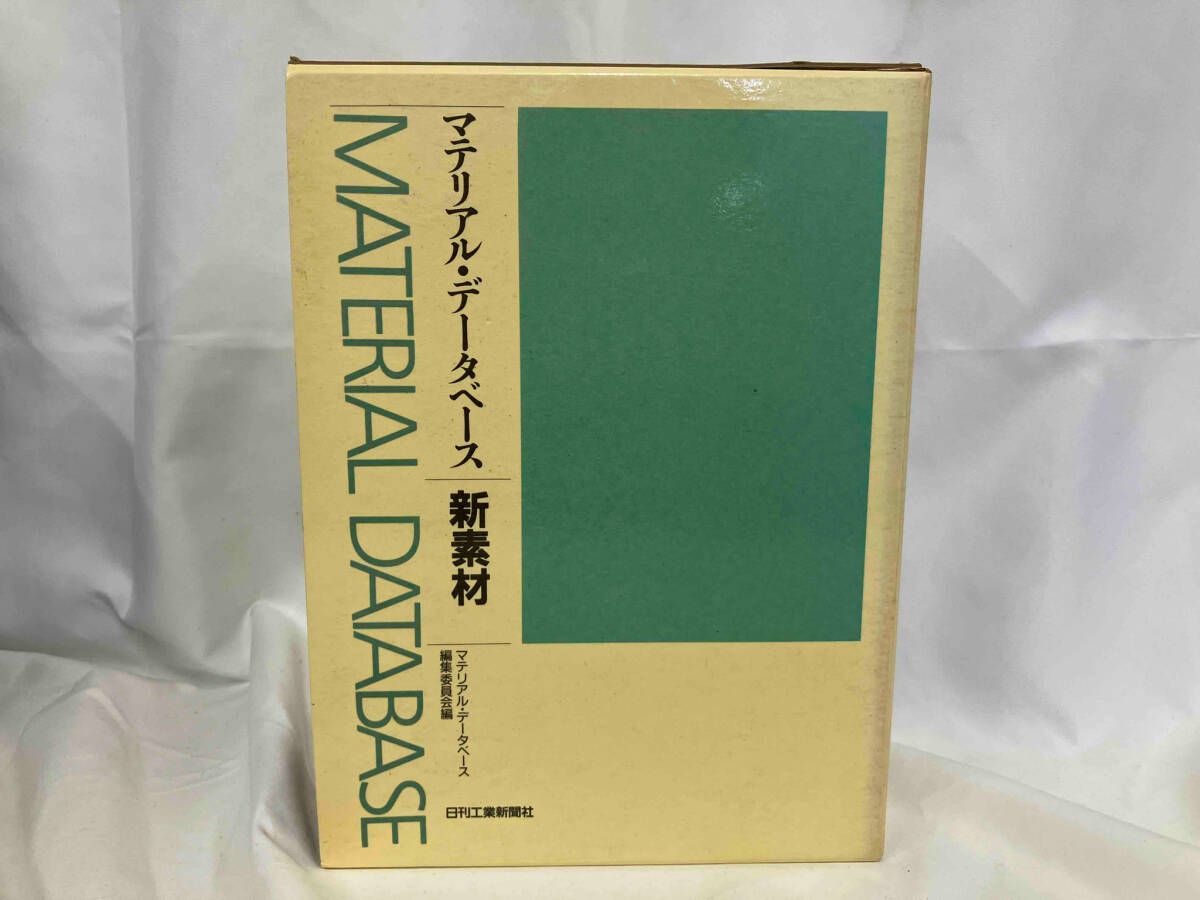 MATERIAL DATABASE
マテリアル・データベース
新素材
マテリアル・データベース
編集委員会編
日刊工業新聞社